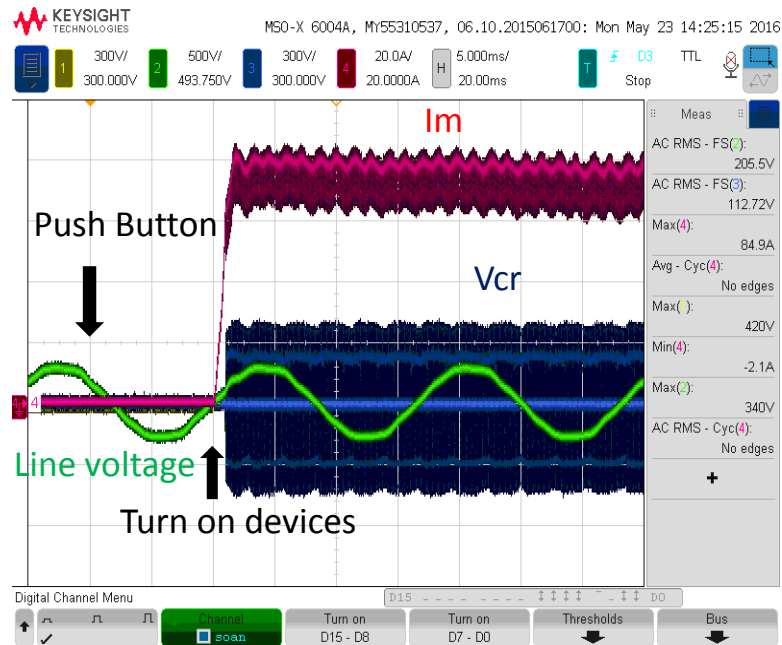 KEYSIGHT
TECHNOLOGIES
MSO-X 6004A, MY55310537, 06.10.2015061700: Mon May 23 14:25:15 2016
1 300V/ 300.000V 2 500V/ 493.750V 3 300V/ 300.000V 4 20.0A/ 20.0000A H 5.000ms/ 20.00ms T D3 TTL Stop
Im
Push Button
Vcr
4
Line voltage
Turn on devices
Meas
AC RMS - FS(2):
205.5V
AC RMS - FS(3):
112.72V
Max(4):
84.9A
Avg - Cyc(4):
No edges
Max( ):
420V
Min(4):
-2.1A
Max(2):
340V
AC RMS - Cyc(4):
No edges
+
Digital Channel Menu
D15 D0
Channel
soan
Turn on
D15 - D8
Turn on
D7 - D0
Thresholds
Bus